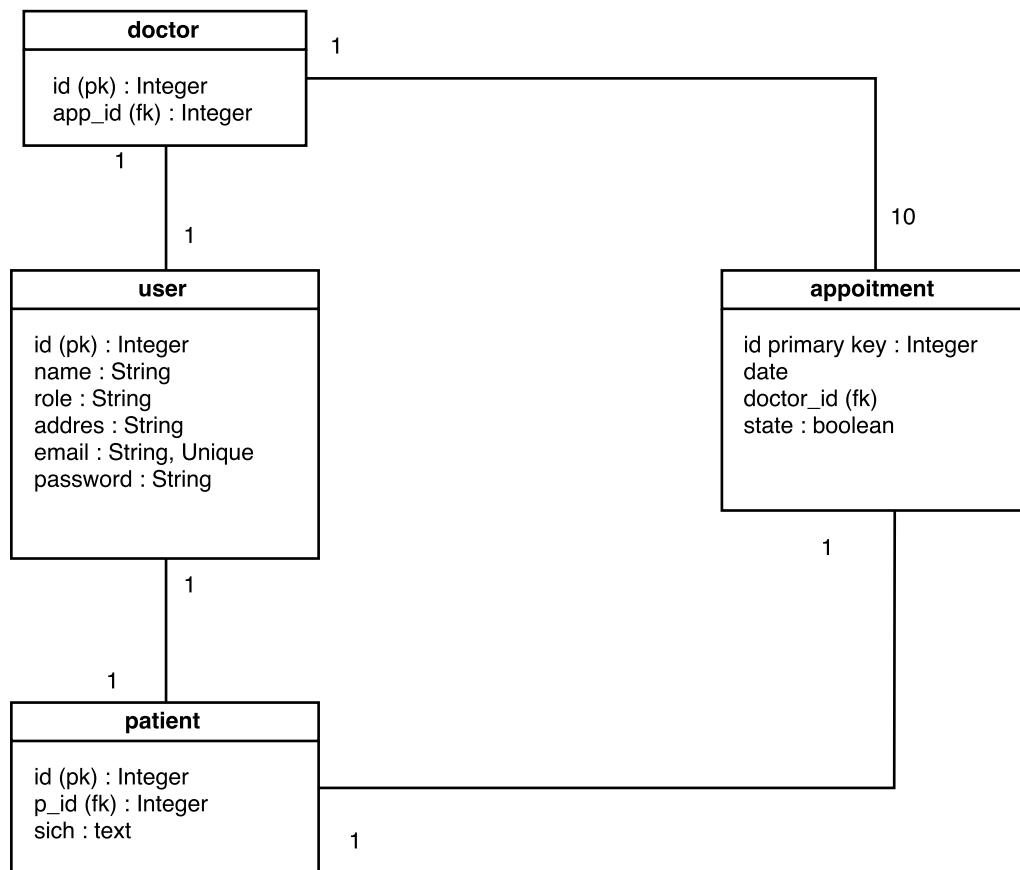 doctor
id (pk) : Integer
app_id (fk) : Integer
1
1
10
1
user
id (pk) : Integer
name : String
role : String
addres : String
email : String, Unique
password : String
appoitment
id primary key : Integer
date
doctor_id (fk)
state : boolean
1
1
1
patient
id (pk) : Integer
p_id (fk) : Integer
sich : text
1